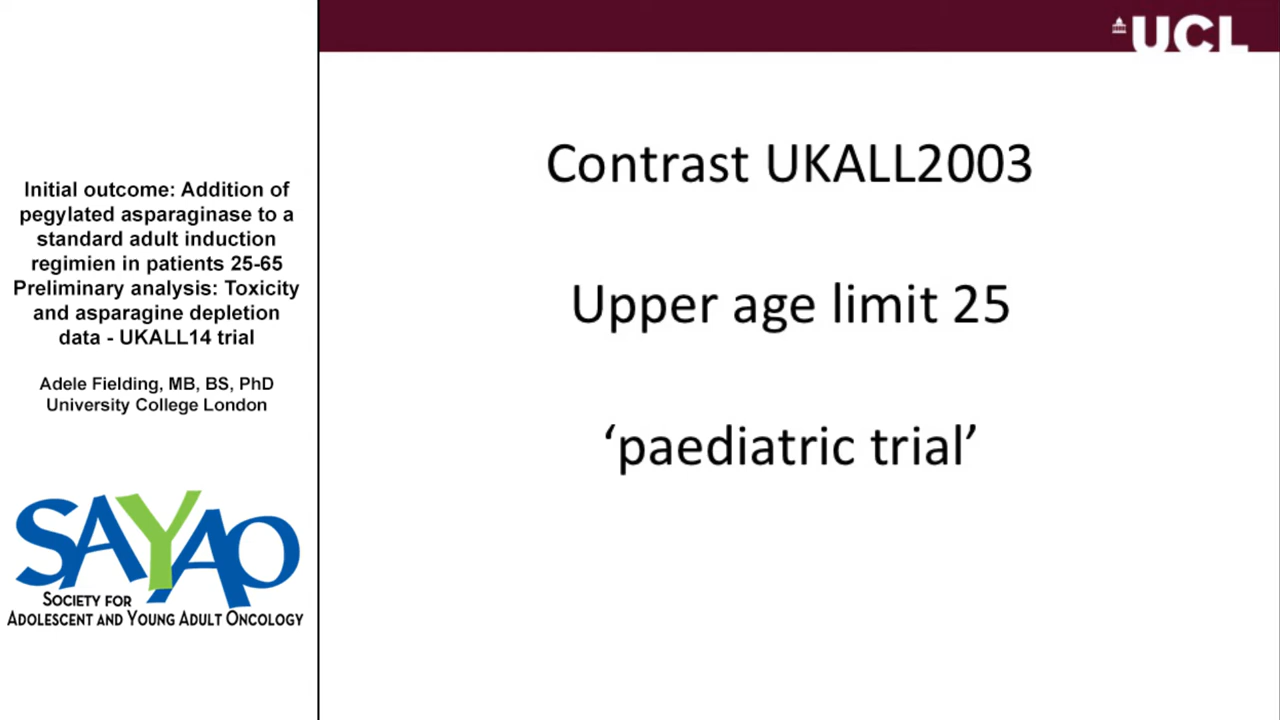 Initial outcome: Addition of
pegylated asparaginase to a
standard adult induction
regimien in patients 25-65
Preliminary analysis: Toxicity
and asparagine depletion
data - UKALL14 trial
Adele Fielding, MB, BS, PhD
University College London
SAYAO
SOCIETY FOR
ADOLESCENT AND YOUNG ADULT ONCOLOGY
UCL
Contrast UKALL2003
Upper age limit 25
‘paediatric trial’